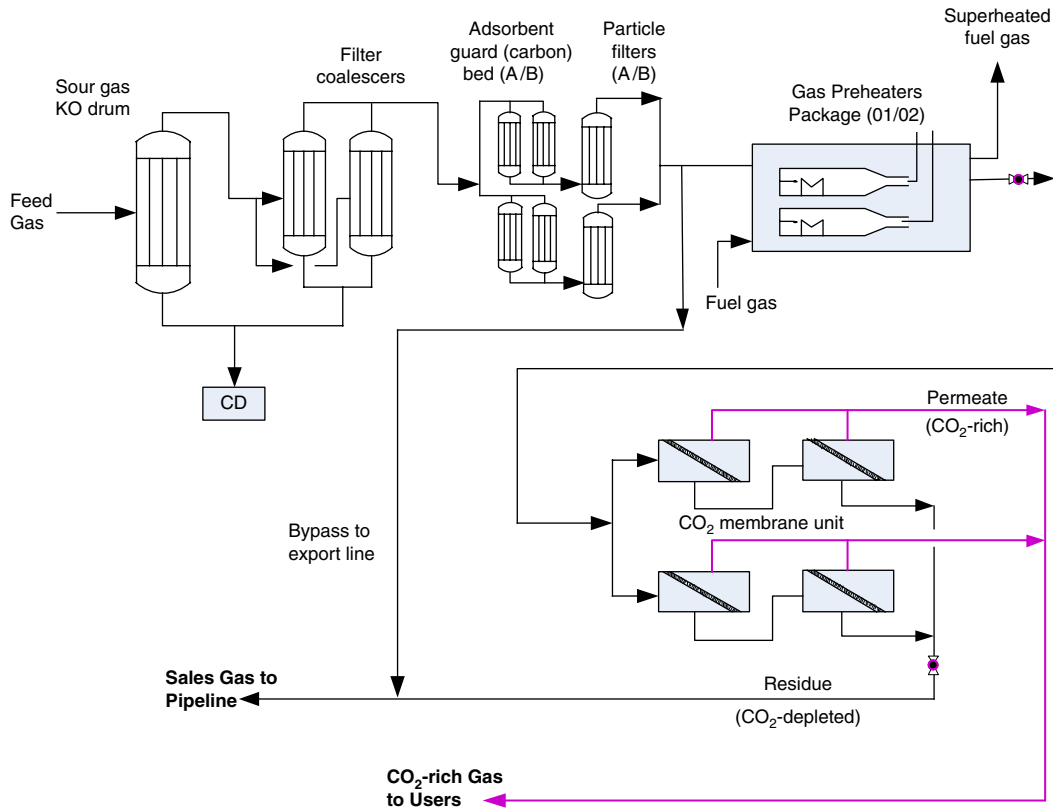 Superheated
fuel gas
Adsorbent
guard (carbon)
bed (A/B)
Particle
filters
(A/B)
Filter
coalescers
Sour gas
KO drum
Gas Preheaters
Package (01/02)
Feed
Gas
Fuel gas
CD
Permeate
(CO₂-rich)
CO₂ membrane unit
Bypass to
export line
Sales Gas to
Pipeline
Residue
(CO₂-depleted)
CO₂-rich Gas
to Users